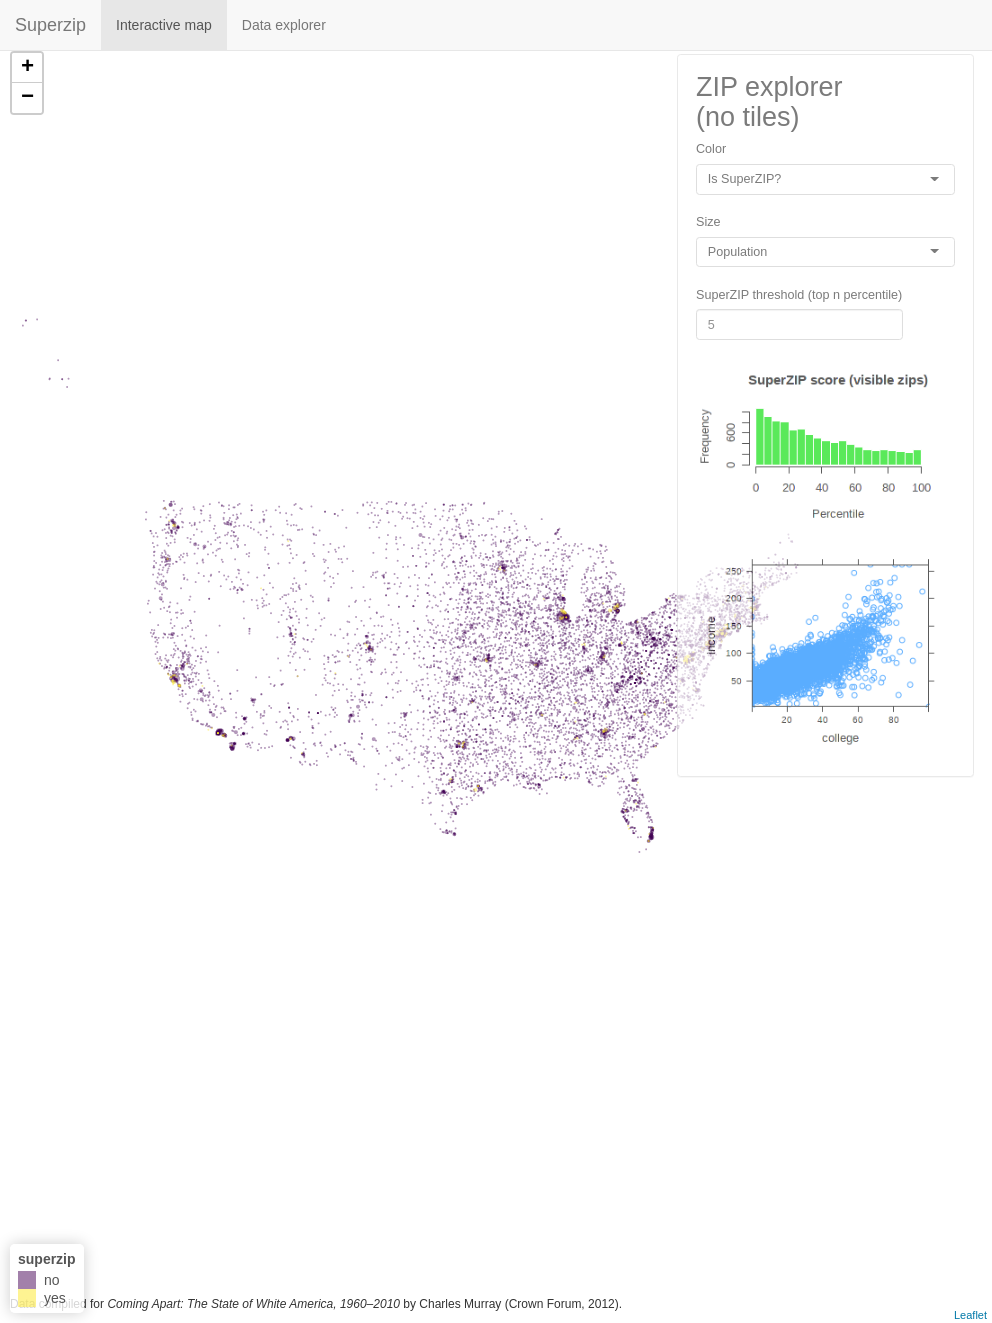 Superzip
Interactive map
Data explorer
+
−
ZIP explorer
(no tiles)
Color
Is SuperZIP?
Size
Population
SuperZIP threshold (top n percentile)
5
SuperZIP score (visible zips)
Frequency
600
0
0 20 40 60 80 100
Percentile
income
250
200
150
100
50
20 40 60 80
college
superzip
no
yes
Data compiled for Coming Apart: The State of White America, 1960–2010 by Charles Murray (Crown Forum, 2012).
Leaflet